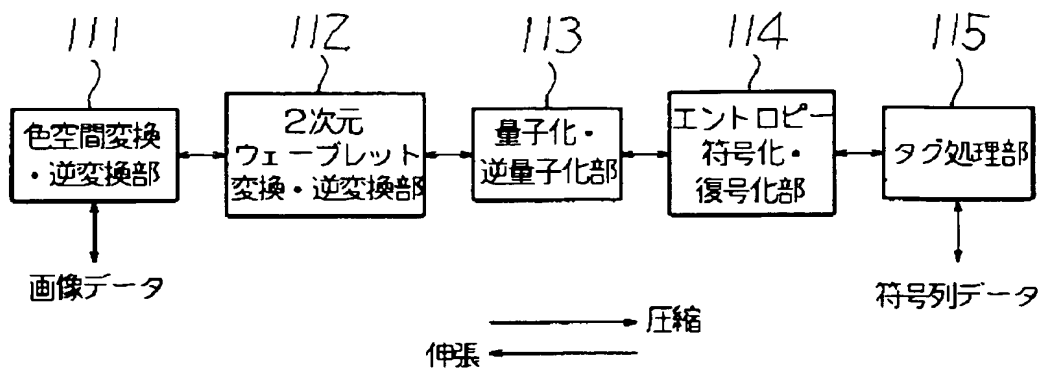 111
112
113
114
115
色空間変換
・逆変換部
2次元
ウェーブレット
変換・逆変換部
量子化・
逆量子化部
エントロピー
符号化・
復号化部
タグ処理部
画像データ
符号列データ
圧縮
伸張